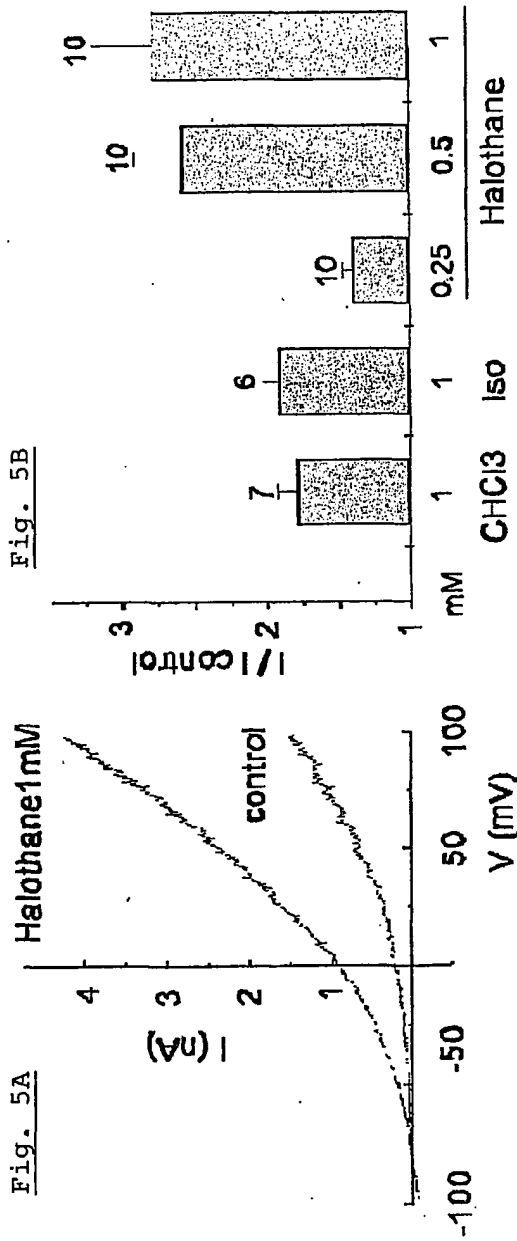 Fig. 5A
Halothane1mM
I (nA)
4
3
2
1
control
-100
-50
50
100
V (mV)
Fig. 5B
I/I control
3
2
1
7
6
10
10
10
mM
1
1
0.25
0.5
1
CHCl3
Iso
Halothane